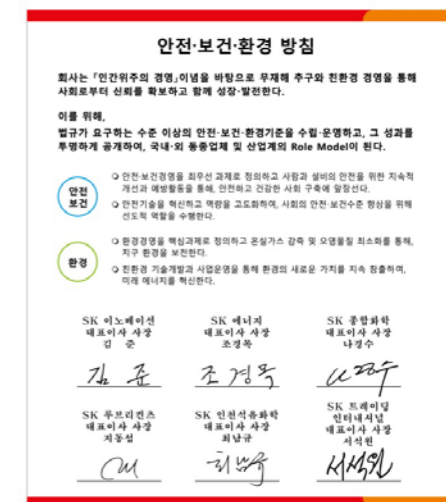 안전·보건·환경 방침
회사는 「인간위주의 경영」이념을 바탕으로 무재해 추구와 친환경 경영을 통해
사회로부터 신뢰를 확보하고 함께 성장·발전한다.
이를 위해,
법규가 요구하는 수준 이상의 안전·보건·환경기준을 수립·운영하고, 그 성과를
투명하게 공개하여, 국내·외 동종업체 및 산업계의 Role Model이 된다.
안전
보건
안전·보건경영을 최우선 과제로 정의하고 사람과 설비의 안전을 위한 지속적
개선과 예방활동을 통해, 안전하고 건강한 사회 구축에 앞장선다.
안전기술을 혁신하고 역량을 고도화하여, 사회의 안전·보건수준 향상을 위해
선도적 역할을 수행한다.
환경
환경경영을 핵심과제로 정의하고 온실가스 감축 및 오염물질 최소화를 통해,
지구 환경을 보전한다.
친환경 기술개발과 사업운영을 통해 환경의 새로운 가치를 지속 창출하며,
미래 에너지를 혁신한다.
SK 이노베이션 SK 에너지 SK 종합화학
대표이사 사장 대표이사 사장 대표이사 사장
김 준 조경목 나경수
김 준 조경목 나경수
SK 루브리컨츠 SK 인천석유화학 SK 트레이딩
인터내셔널
대표이사 사장 대표이사 사장 대표이사 사장
지동섭 최남규 서석원
최남규 서석원